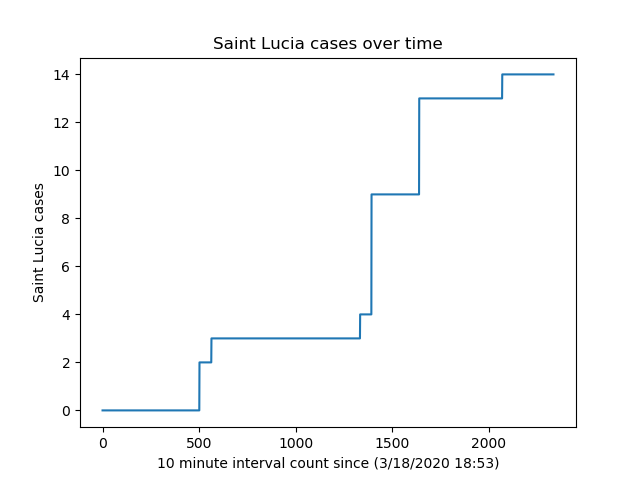 Saint Lucia cases over time
14
12
10
8
6
4
2
0
Saint Lucia cases
0 500 1000 1500 2000
10 minute interval count since (3/18/2020 18:53)